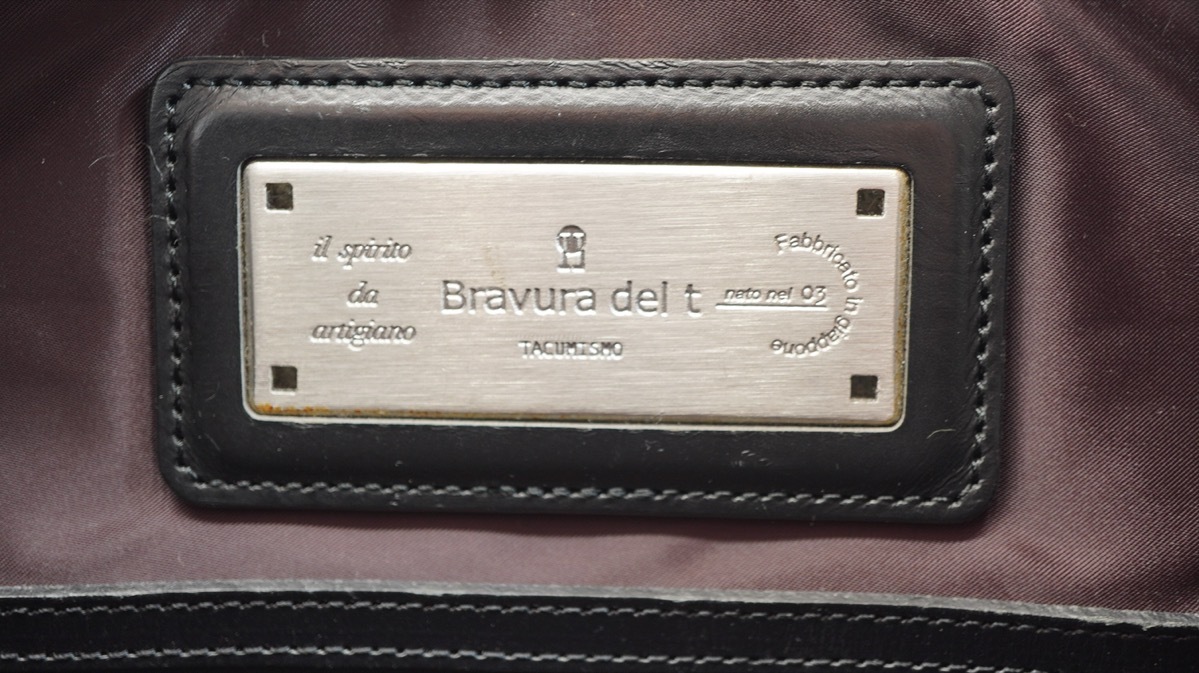 il spirito
da
artigiano
Bravura del t
TACUMISMO
nato nel 03
Fabbricato in giappone